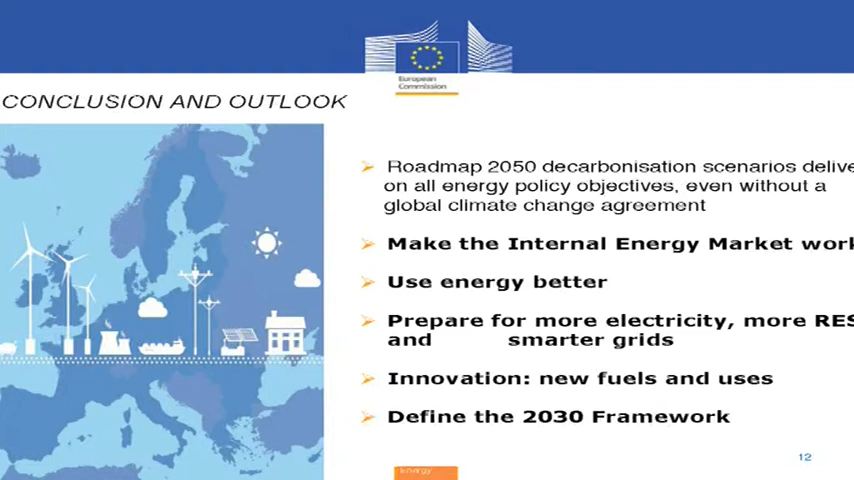 European
Commission
CONCLUSION AND OUTLOOK
Roadmap 2050 decarbonisation scenarios delive
on all energy policy objectives, even without a
global climate change agreement
Make the Internal Energy Market work
Use energy better
Prepare for more electricity, more RES
and smarter grids
Innovation: new fuels and uses
Define the 2030 Framework
12
Energy